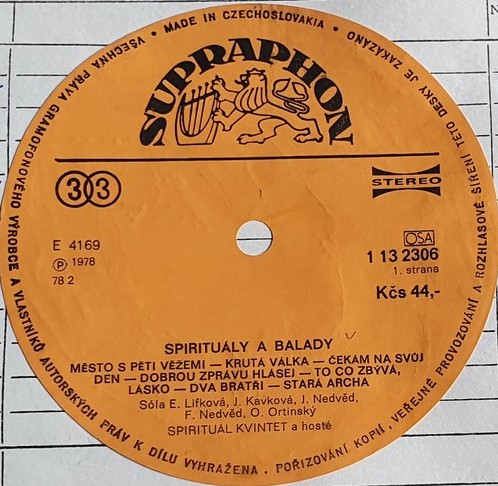 VŠECHNA PRÁVA GRAMOFONOVÉHO VÝROBCE A VLASTNÍKŮ AUTORSKÝCH PRÁV K DÍLU VYHRAŽENA. POŘIZOVÁNÍ KOPIÍ, VEŘEJNÉ PROVOZOVÁNÍ A ROZHLASOVÉ ŠÍŘENÍ TÉTO DESKY JE ZAKÁZÁNO • MADE IN CZECHOSLOVAKIA •
SUPRAPHON
33
STEREO
E 4169
Ⓟ 1978
78 2
OSA
1 13 2306
1. strana
Kčs 44,-
SPIRITUÁLY A BALADY
MĚSTO S PĚTI VĚŽEMI — KRUTÁ VÁLKA — ČEKÁM NA SVŮJ
DEN — DOBROU ZPRÁVU HLÁSEJ — TO CO ZBÝVÁ,
LÁSKO — DVA BRATŘI — STARÁ ARCHA
Sóla E. Lifková, J. Kavková, J. Nedvěd,
F. Nedvěd, O. Ortinský
SPIRITUÁL KVINTET a hosté